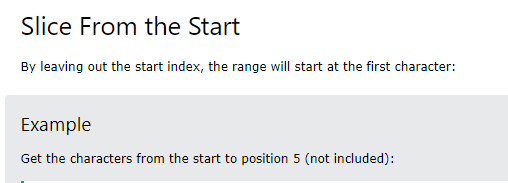 Slice From the Start
By leaving out the start index, the range will start at the first character:
Example
Get the characters from the start to position 5 (not included):